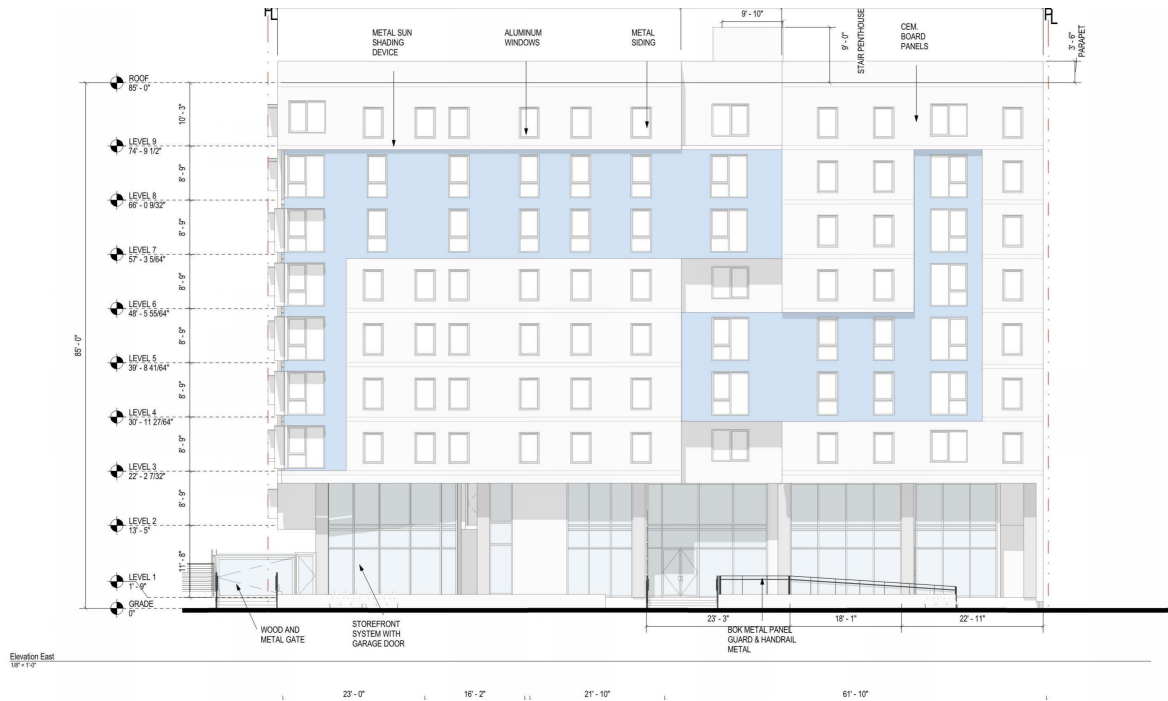 PL
PL
9' - 10"
METAL SUN
SHADING
DEVICE
ALUMINUM
WINDOWS
METAL
SIDING
9' - 0"
STAIR PENTHOUSE
CEM.
BOARD
PANELS
3' - 6"
PARAPET
ROOF
85' - 0"
10' - 3"
LEVEL 9
74' - 9 1/2"
8' - 9"
LEVEL 8
66' - 0 9/32"
8' - 9"
LEVEL 7
57' - 3 5/64"
8' - 9"
LEVEL 6
48' - 5 55/64"
85' - 0"
8' - 9"
LEVEL 5
39' - 8 41/64"
8' - 9"
LEVEL 4
30' - 11 27/64"
8' - 9"
LEVEL 3
22' - 2 7/32"
8' - 9"
LEVEL 2
13' - 5"
11' - 8"
LEVEL 1
1' - 9"
GRADE
0"
WOOD AND
METAL GATE
STOREFRONT
SYSTEM WITH
GARAGE DOOR
23' - 3"
18' - 1"
22' - 11"
BOK METAL PANEL
GUARD & HANDRAIL
METAL
Elevation East
1/8" = 1'-0"
23' - 0"
16' - 2"
21' - 10"
61' - 10"